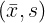 (x̄, s)